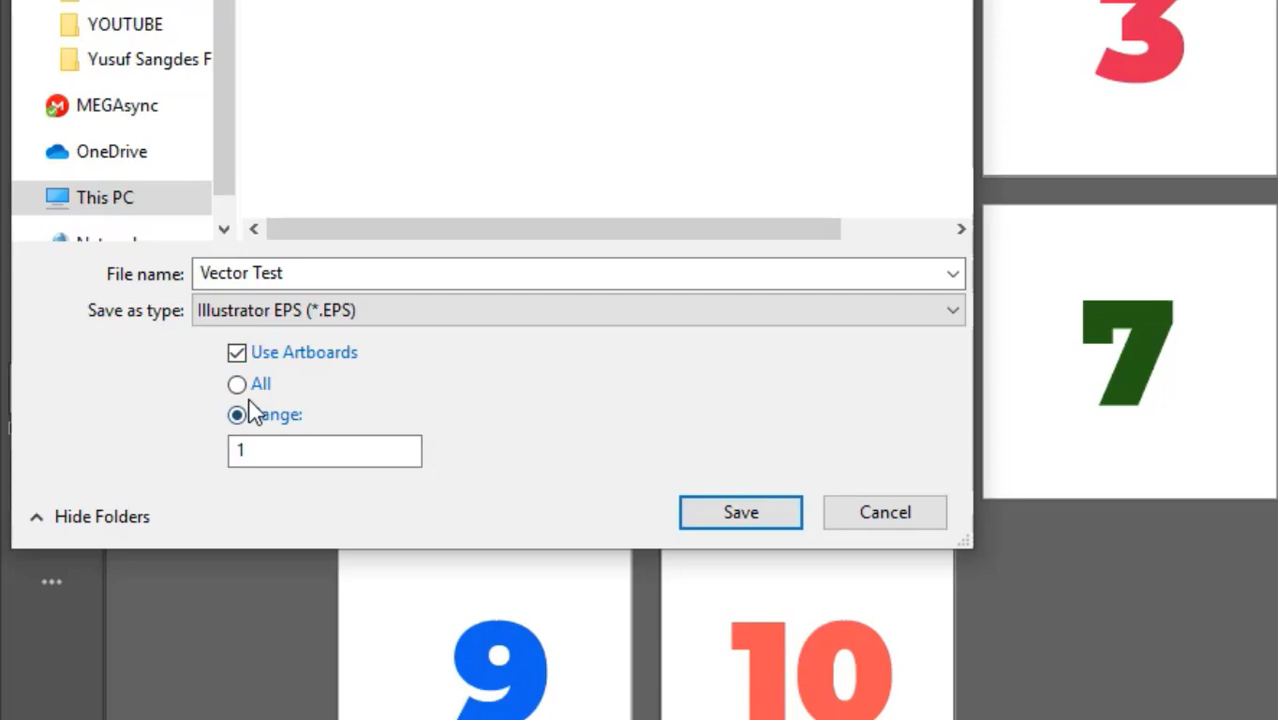 YOUTUBE
Yusuf Sangdes F
MEGAsync
OneDrive
This PC
3
7
File name: Vector Test
Save as type: Illustrator EPS (*.EPS)
Use Artboards
All
ange:
1
Save Cancel
Hide Folders
9 10